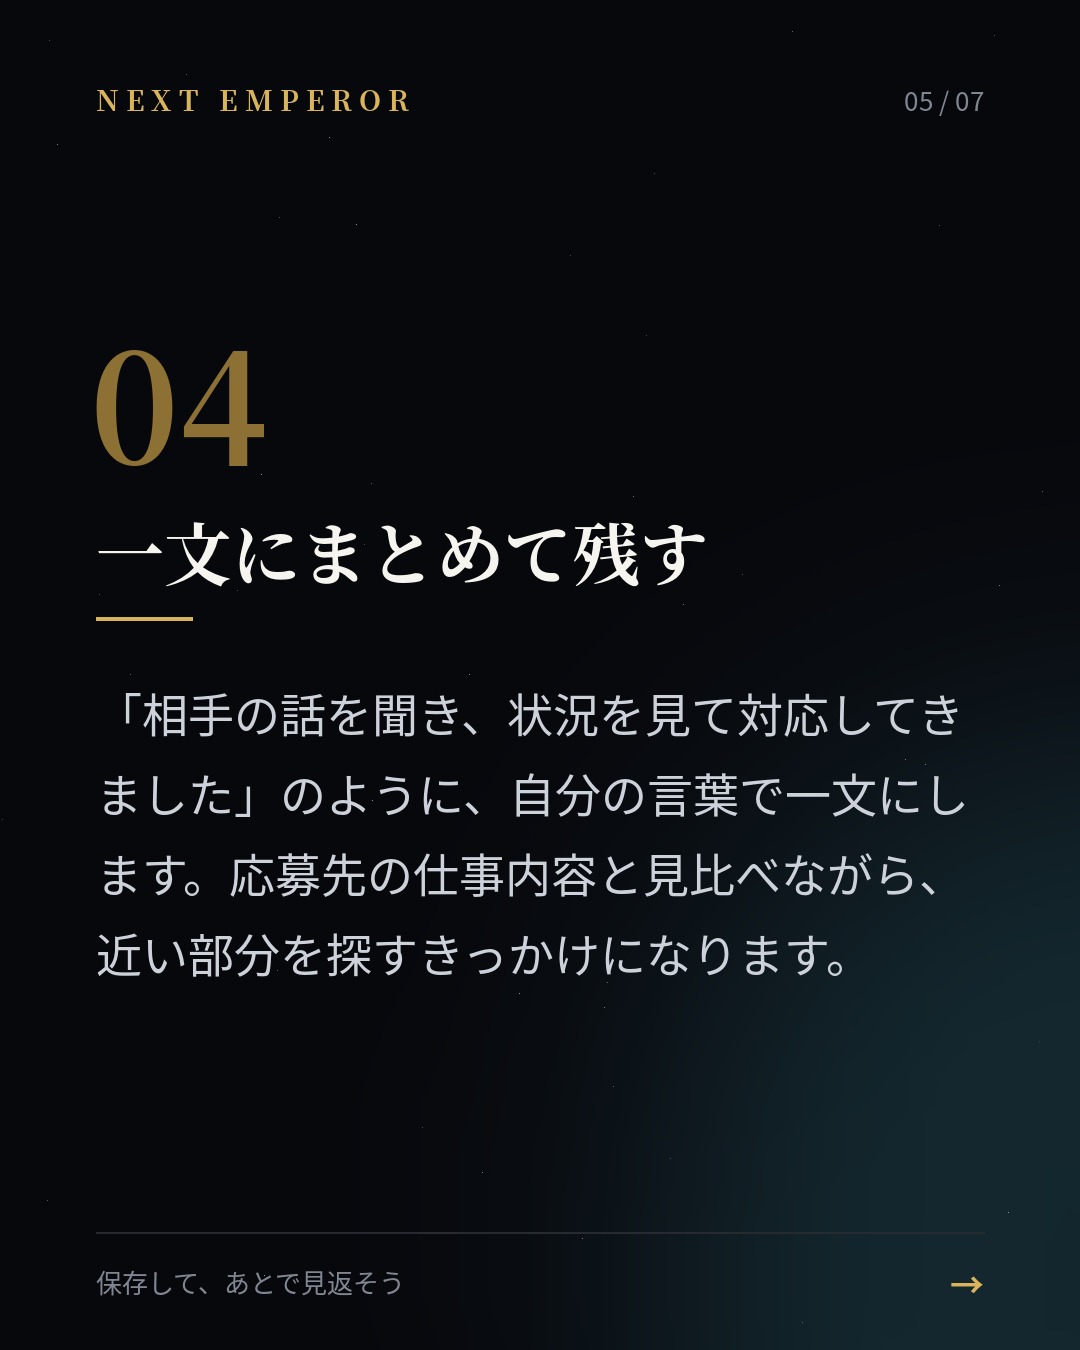 NEXT EMPEROR
05 / 07
04
一文にまとめて残す
「相手の話を聞き、状況を見て対応してき
ました」のように、自分の言葉で一文にし
ます。応募先の仕事内容と見比べながら、
近い部分を探すきっかけになります。
保存して、あとで見返そう
→